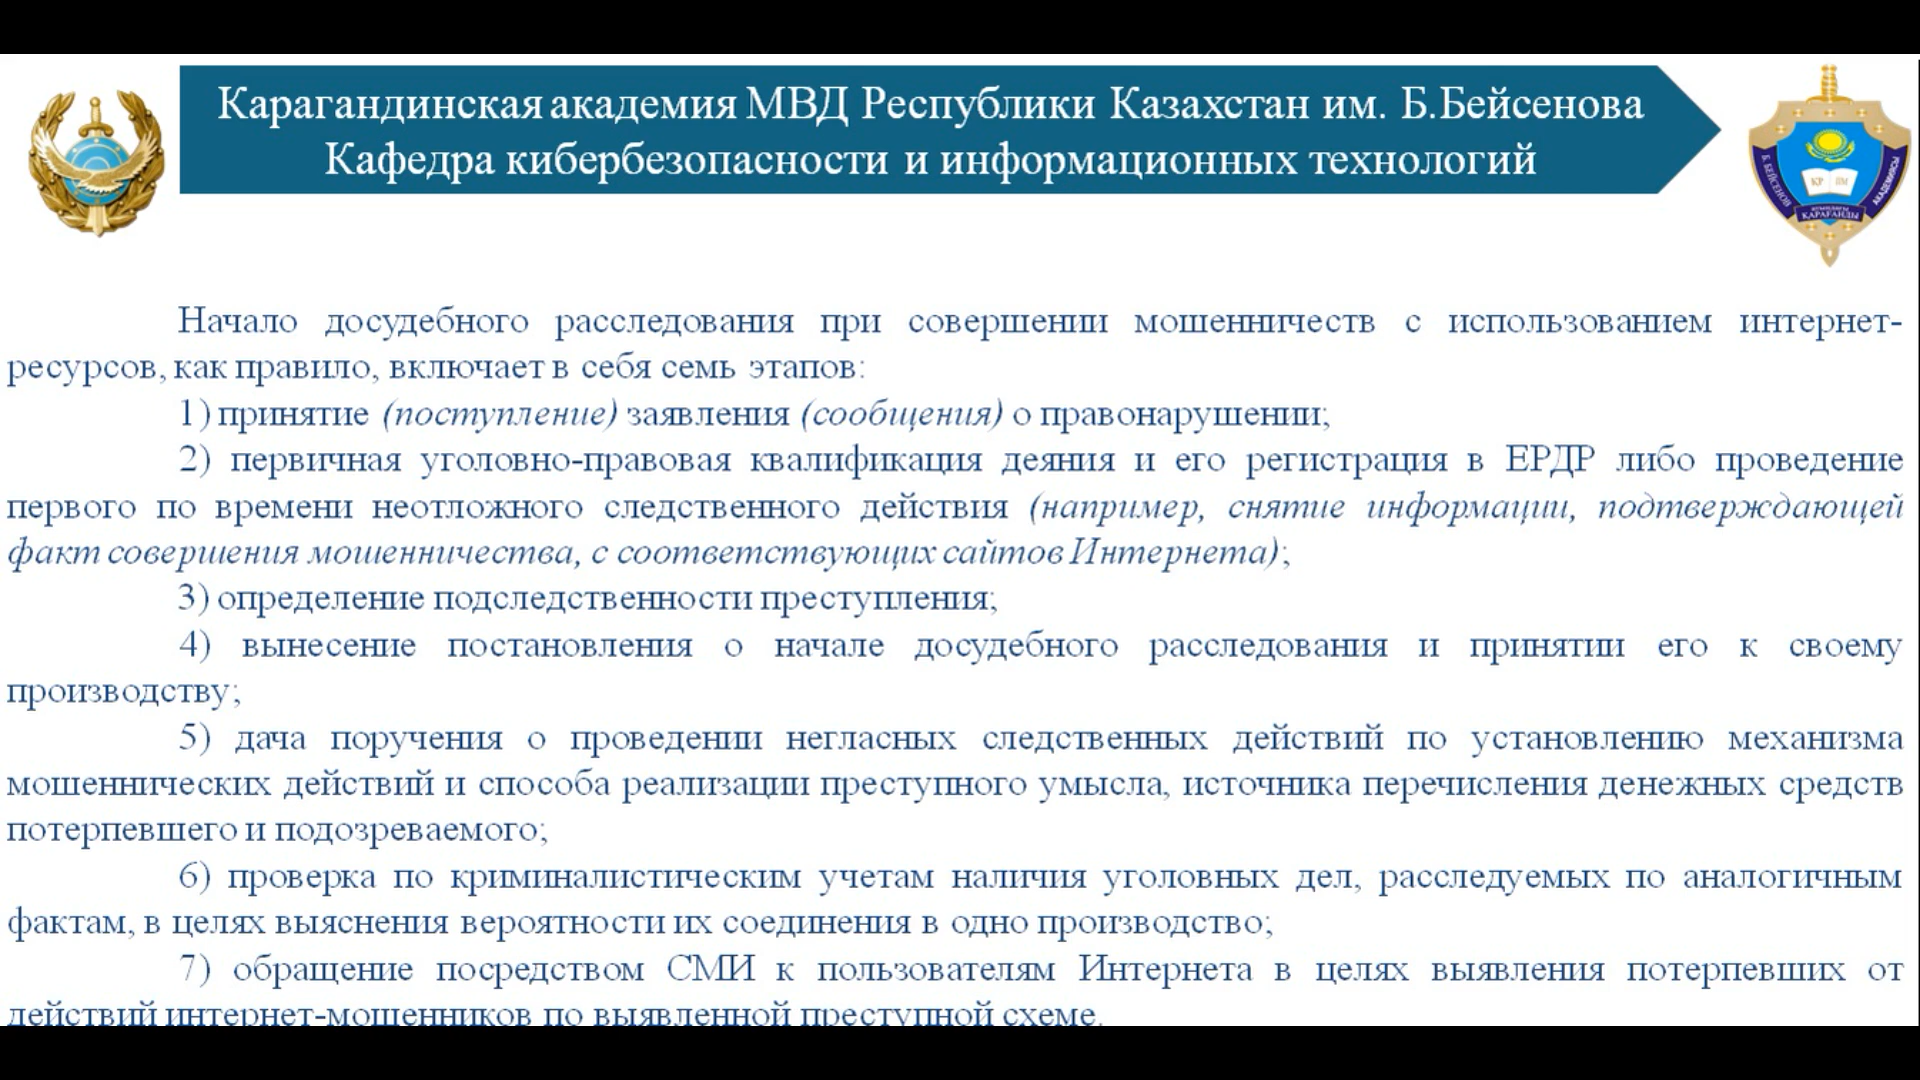 Карагандинская академия МВД Республики Казахстан им. Б.Бейсенова
Кафедра кибербезопасности и информационных технологий
Б. БЕЙСЕНОВ
АКАДЕМИЯСЫ
ҚР ІІМ
ҚАРАҒАНДЫ
Начало досудебного расследования при совершении мошенничеств с использованием интернет-
ресурсов, как правило, включает в себя семь этапов:
1) принятие (поступление) заявления (сообщения) о правонарушении;
2) первичная уголовно-правовая квалификация деяния и его регистрация в ЕРДР либо проведение
первого по времени неотложного следственного действия (например, снятие информации, подтверждающей
факт совершения мошенничества, с соответствующих сайтов Интернета);
3) определение подследственности преступления;
4) вынесение постановления о начале досудебного расследования и принятии его к своему
производству;
5) дача поручения о проведении негласных следственных действий по установлению механизма
мошеннических действий и способа реализации преступного умысла, источника перечисления денежных средств
потерпевшего и подозреваемого;
6) проверка по криминалистическим учетам наличия уголовных дел, расследуемых по аналогичным
фактам, в целях выяснения вероятности их соединения в одно производство;
7) обращение посредством СМИ к пользователям Интернета в целях выявления потерпевших от
действий интернет-мошенников по выявленной преступной схеме.